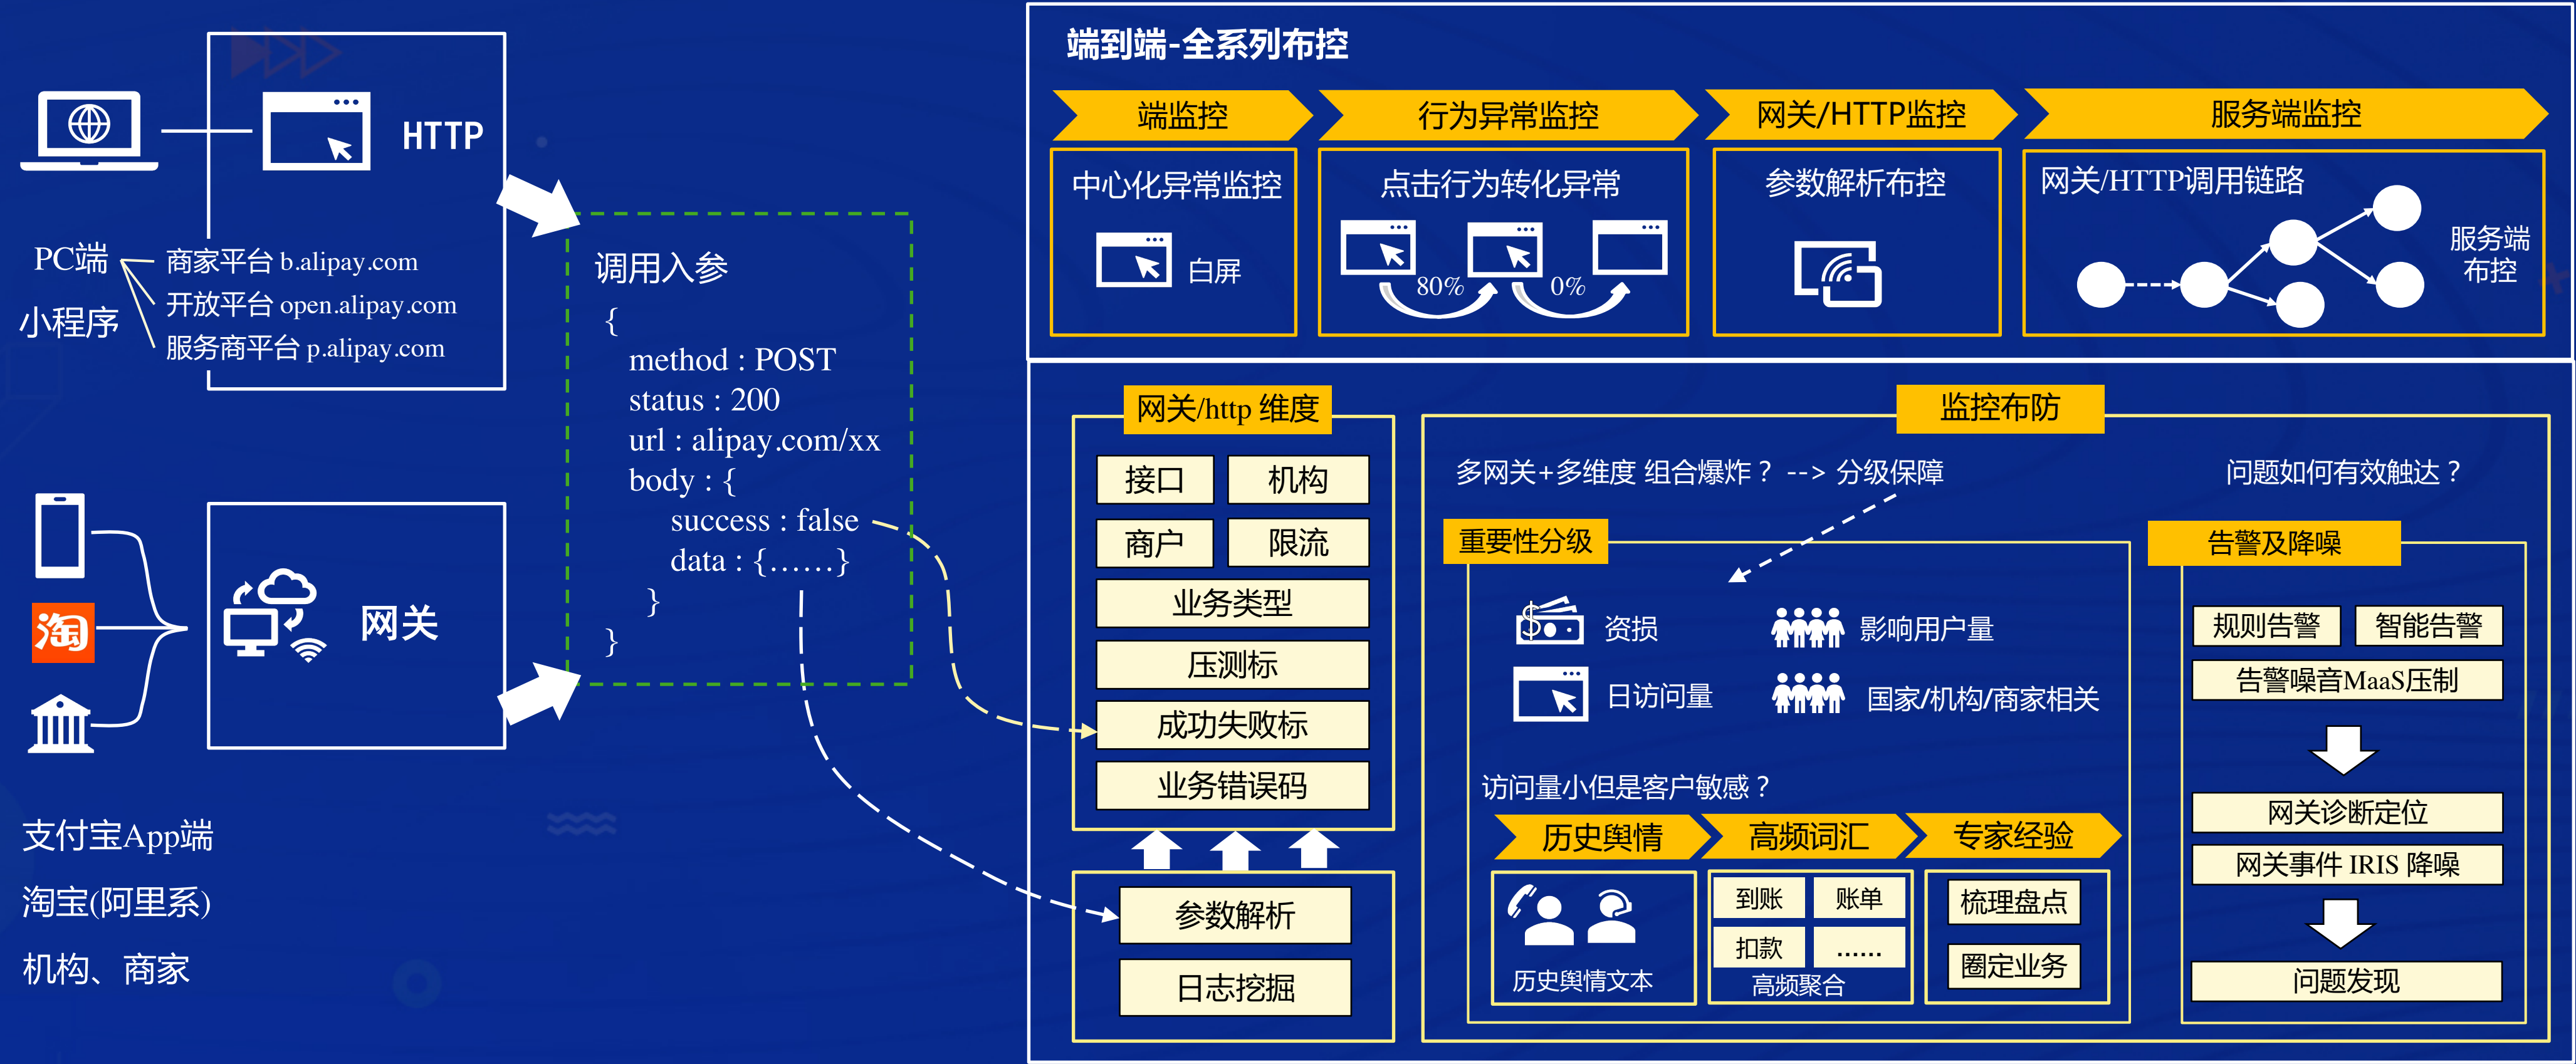 HTTP
PC端
小程序
商家平台 b.alipay.com
开放平台 open.alipay.com
服务商平台 p.alipay.com
淘
网关
支付宝App端
淘宝(阿里系)
机构、商家
调用入参
{
method : POST
status : 200
url : alipay.com/xx
body : {
success : false
data : {……}
}
}
端到端-全系列布控
端监控
行为异常监控
网关/HTTP监控
服务端监控
中心化异常监控
白屏
点击行为转化异常
80%
0%
参数解析布控
网关/HTTP调用链路
服务端
布控
网关/http 维度
接口
机构
商户
限流
业务类型
压测标
成功失败标
业务错误码
参数解析
日志挖掘
监控布防
多网关+多维度 组合爆炸？ --> 分级保障
问题如何有效触达？
重要性分级
$
资损
影响用户量
日访问量
国家/机构/商家相关
访问量小但是客户敏感？
历史舆情
高频词汇
专家经验
历史舆情文本
到账
账单
扣款
……
高频聚合
梳理盘点
圈定业务
告警及降噪
规则告警
智能告警
告警噪音MaaS压制
网关诊断定位
网关事件 IRIS 降噪
问题发现